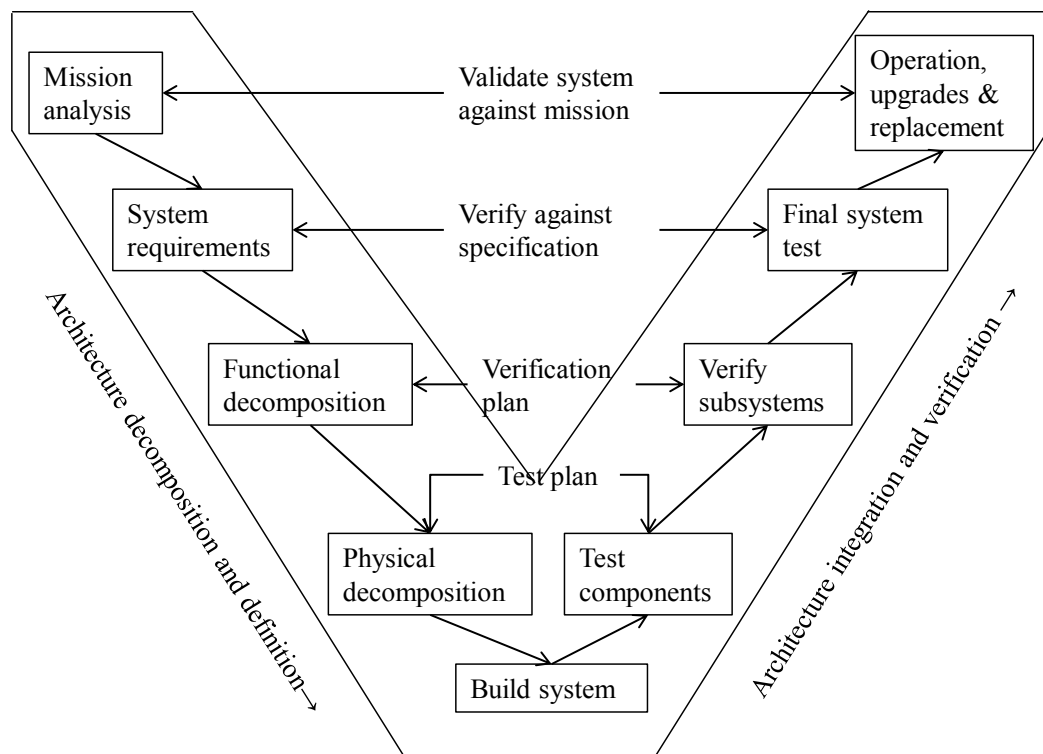 Mission
analysis
Validate system
against mission
Operation,
upgrades &
replacement
System
requirements
Verify against
specification
Final system
test
Functional
decomposition
Verification
plan
Verify
subsystems
Test plan
Physical
decomposition
Test
components
Build system
Architecture decomposition and definition→
Architecture integration and verification →